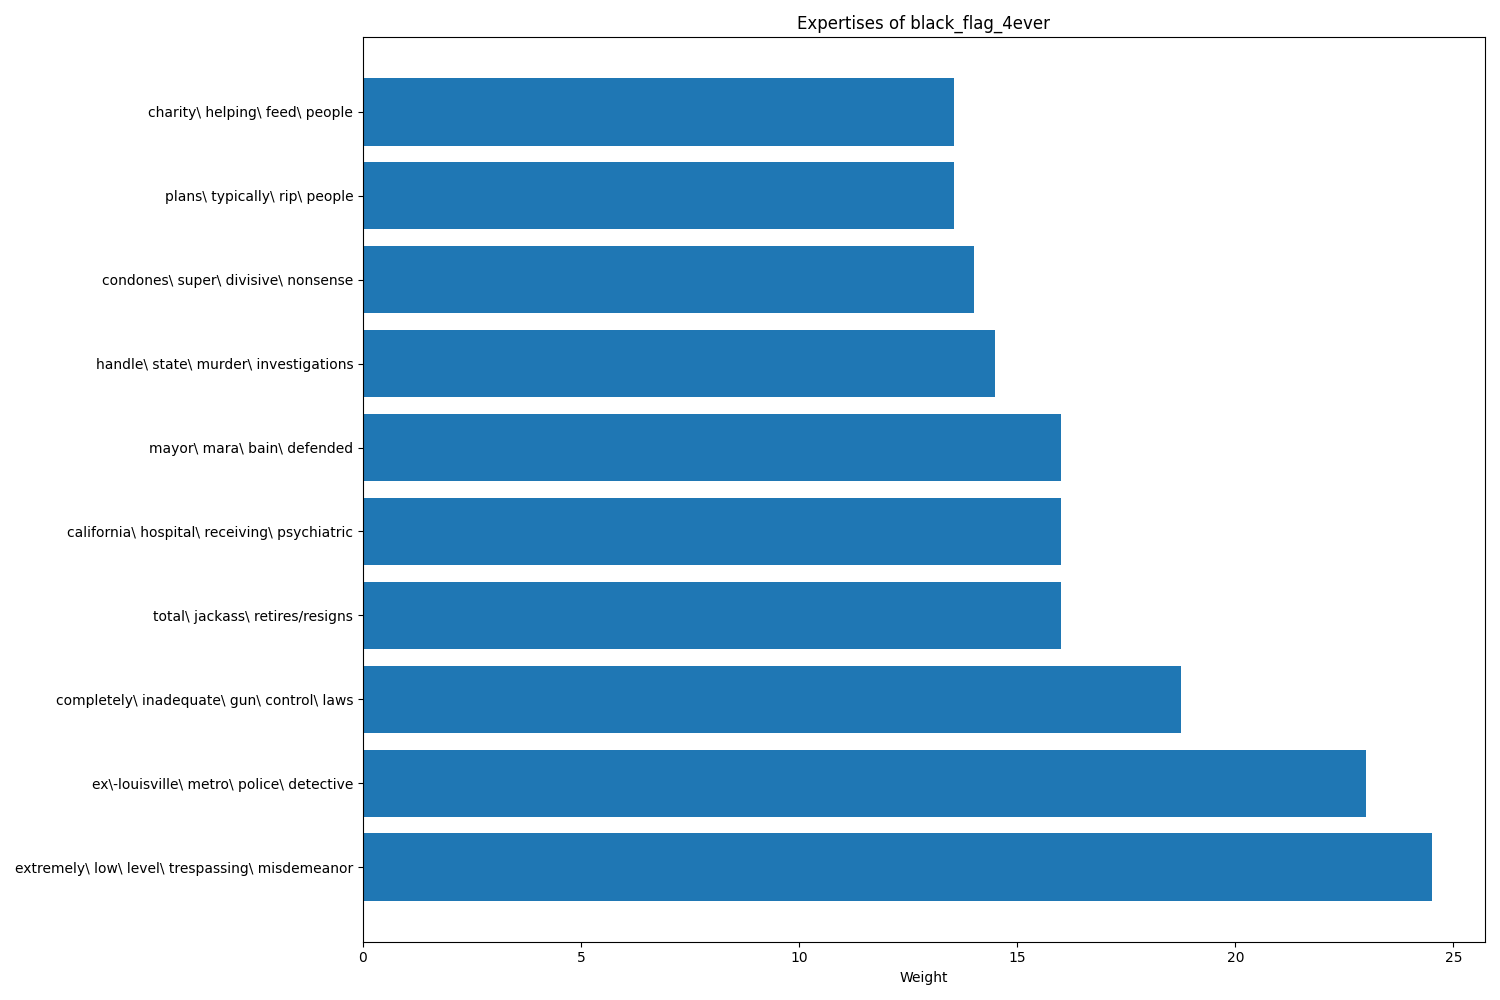 Expertises of black_flag_4ever
charity\ helping\ feed\ people
plans\ typically\ rip\ people
condones\ super\ divisive\ nonsense
handle\ state\ murder\ investigations
mayor\ mara\ bain\ defended
california\ hospital\ receiving\ psychiatric
total\ jackass\ retires/resigns
completely\ inadequate\ gun\ control\ laws
ex\-louisville\ metro\ police\ detective
extremely\ low\ level\ trespassing\ misdemeanor
0 5 10 15 20 25
Weight